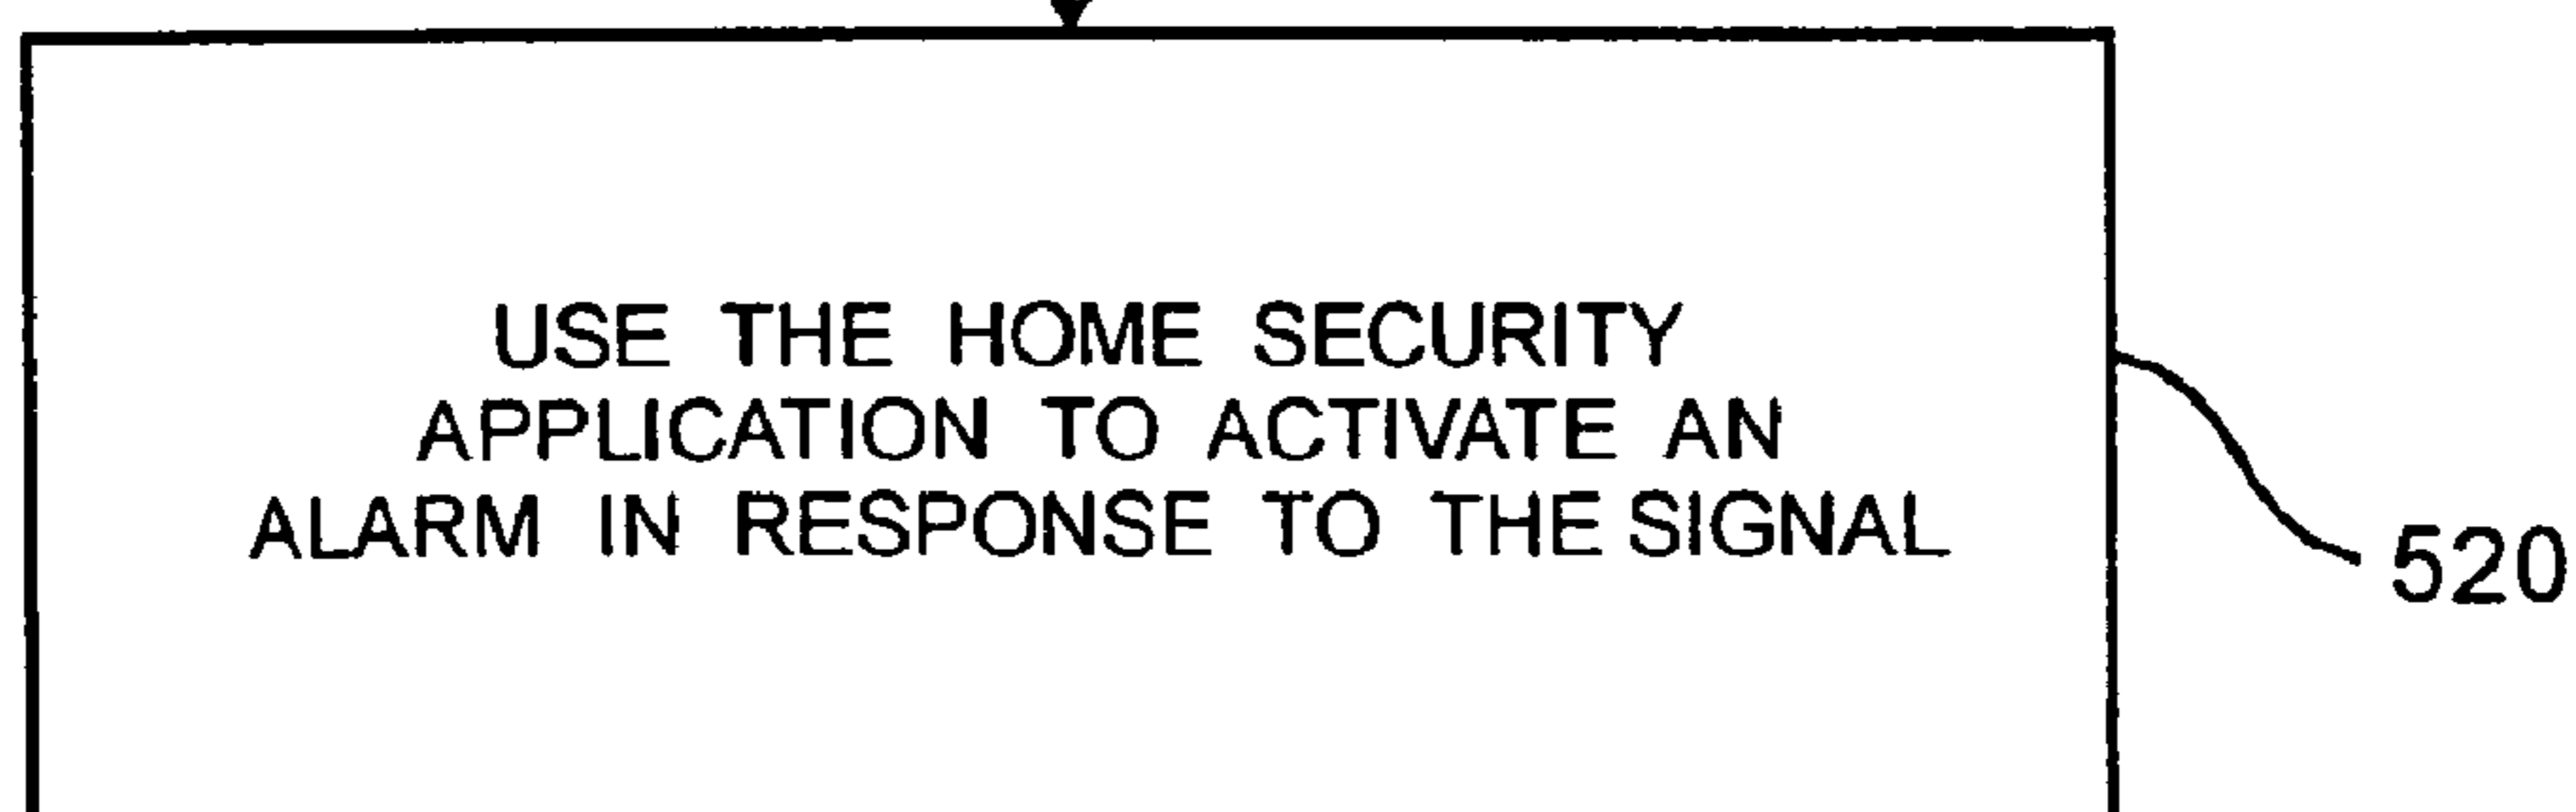 USE THE HOME SECURITY
APPLICATION TO ACTIVATE AN
ALARM IN RESPONSE TO THE SIGNAL
520